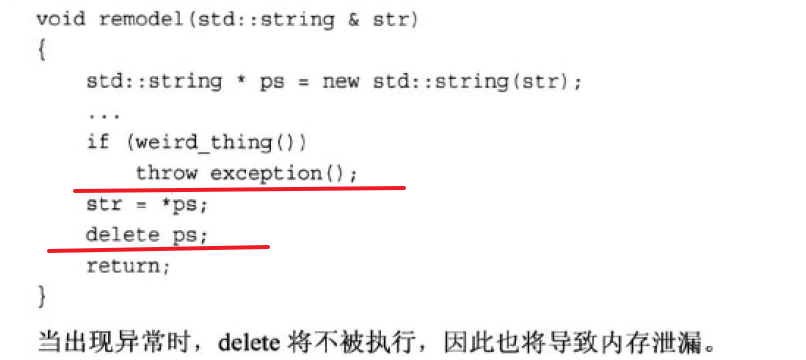 void remodel(std::string & str)
{
    std::string * ps = new std::string(str);
    ...
    if (weird_thing())
        throw exception();
    str = *ps;
    delete ps;
    return;
}
当出现异常时，delete 将不被执行，因此也将导致内存泄漏。